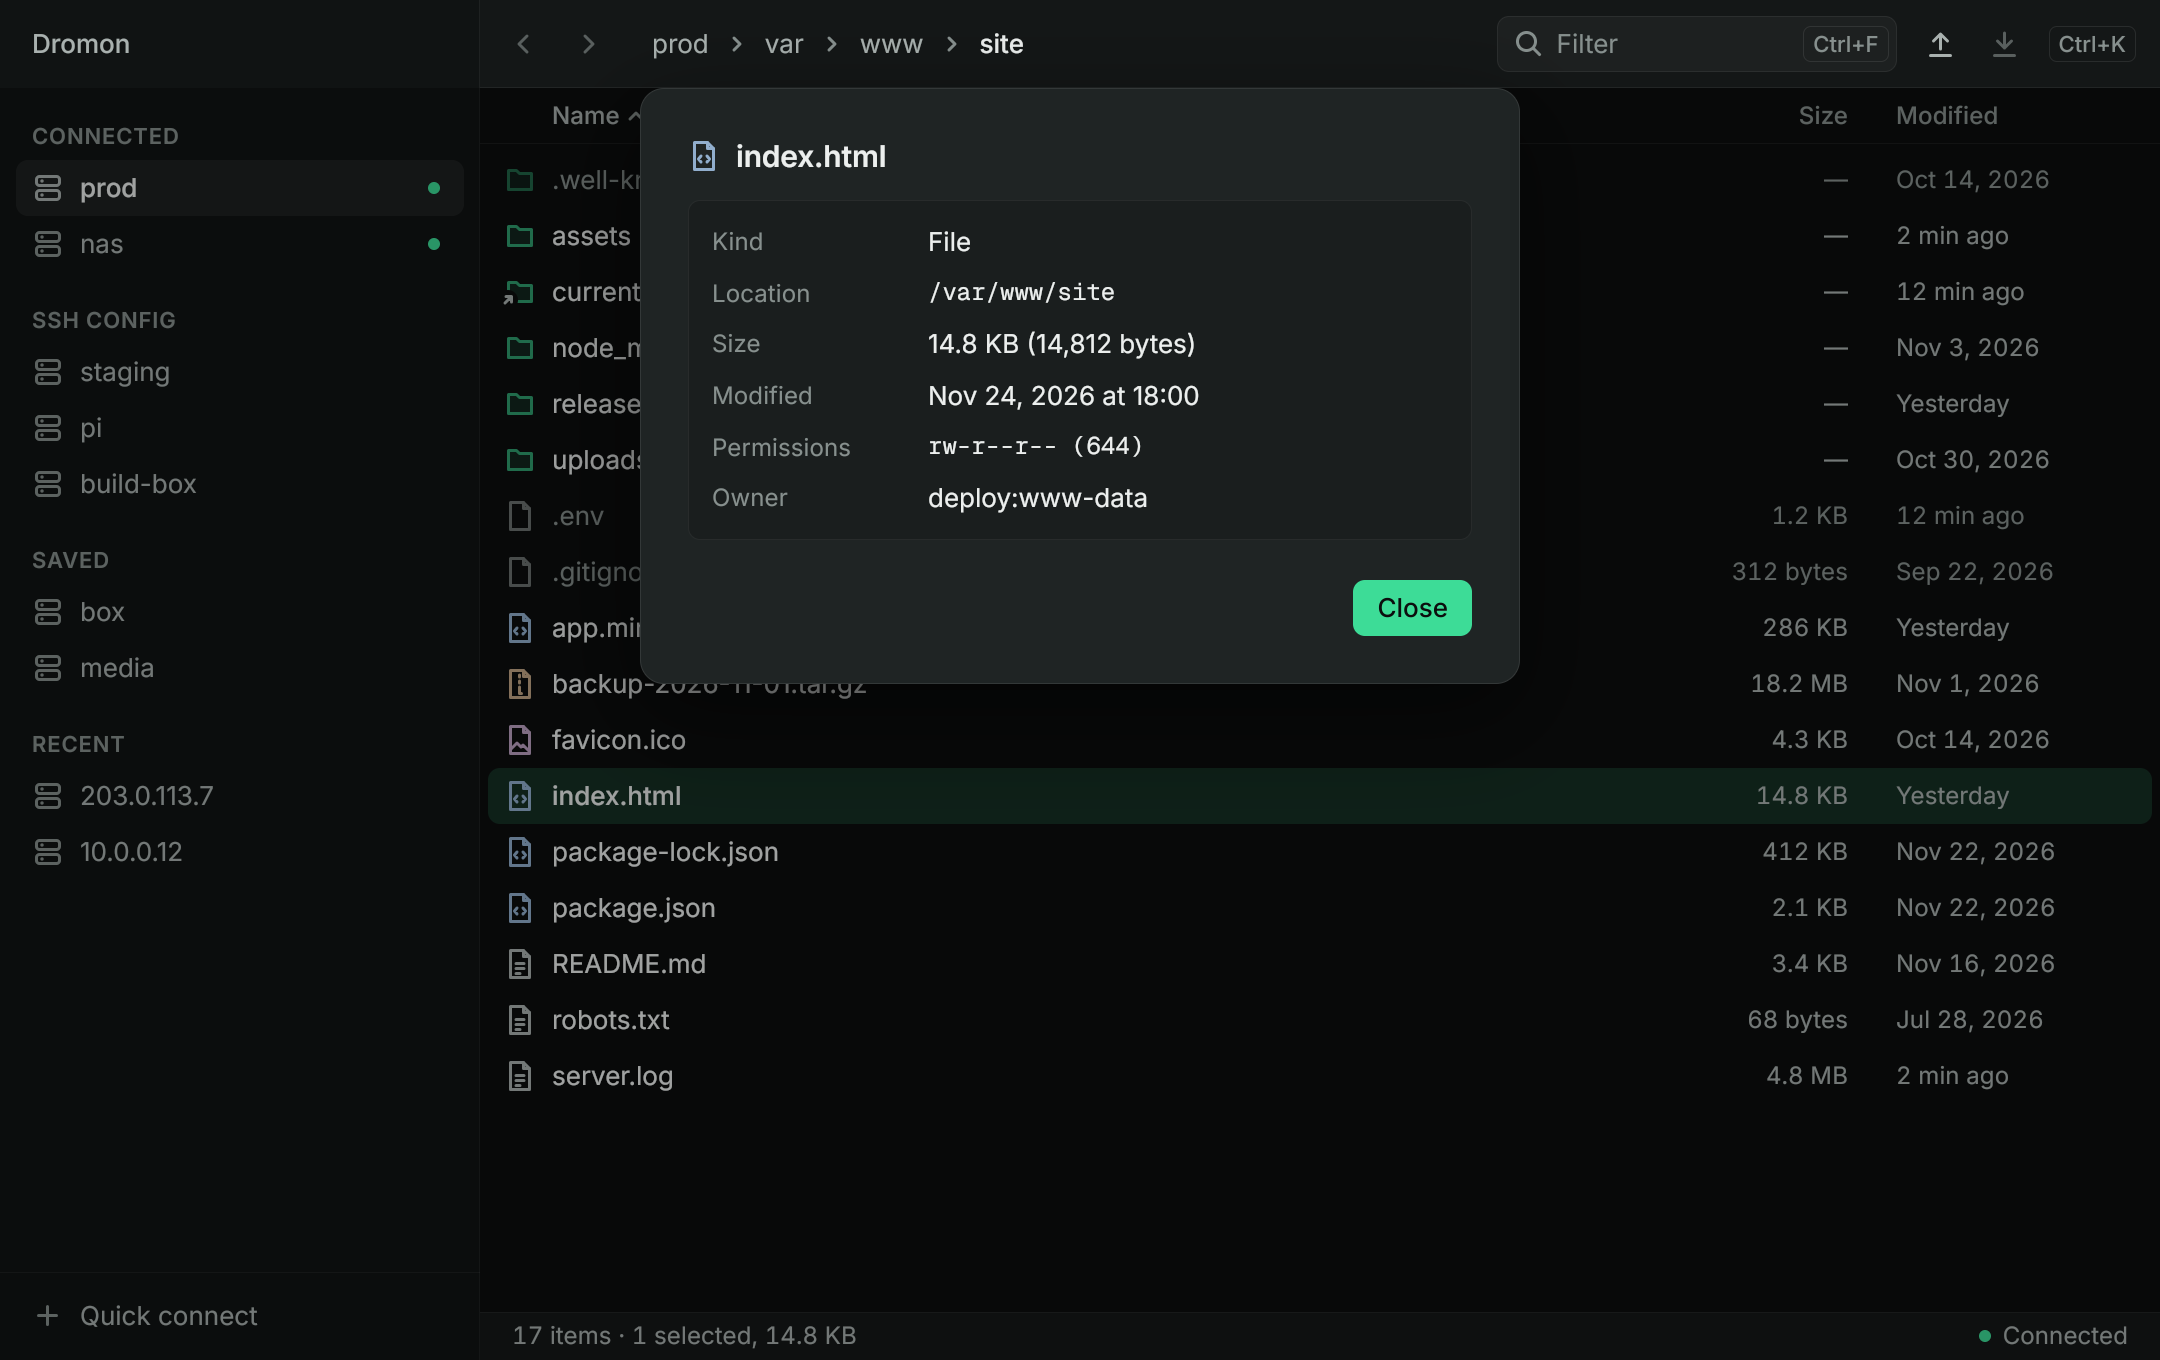 Dromon
prod > var > www > site
Filter
Ctrl+F
Ctrl+K
CONNECTED
prod
nas
SSH CONFIG
staging
pi
build-box
SAVED
box
media
RECENT
203.0.113.7
10.0.0.12
Quick connect
Name Size Modified
— Oct 14, 2026
assets — 2 min ago
current — 12 min ago
— Nov 3, 2026
— Yesterday
— Oct 30, 2026
.env 1.2 KB 12 min ago
312 bytes Sep 22, 2026
286 KB Yesterday
backup-2026-11-01.tar.gz 18.2 MB Nov 1, 2026
favicon.ico 4.3 KB Oct 14, 2026
index.html 14.8 KB Yesterday
package-lock.json 412 KB Nov 22, 2026
package.json 2.1 KB Nov 22, 2026
README.md 3.4 KB Nov 16, 2026
robots.txt 68 bytes Jul 28, 2026
server.log 4.8 MB 2 min ago
index.html
Kind File
Location /var/www/site
Size 14.8 KB (14,812 bytes)
Modified Nov 24, 2026 at 18:00
Permissions rw-r--r-- (644)
Owner deploy:www-data
Close
17 items · 1 selected, 14.8 KB
Connected